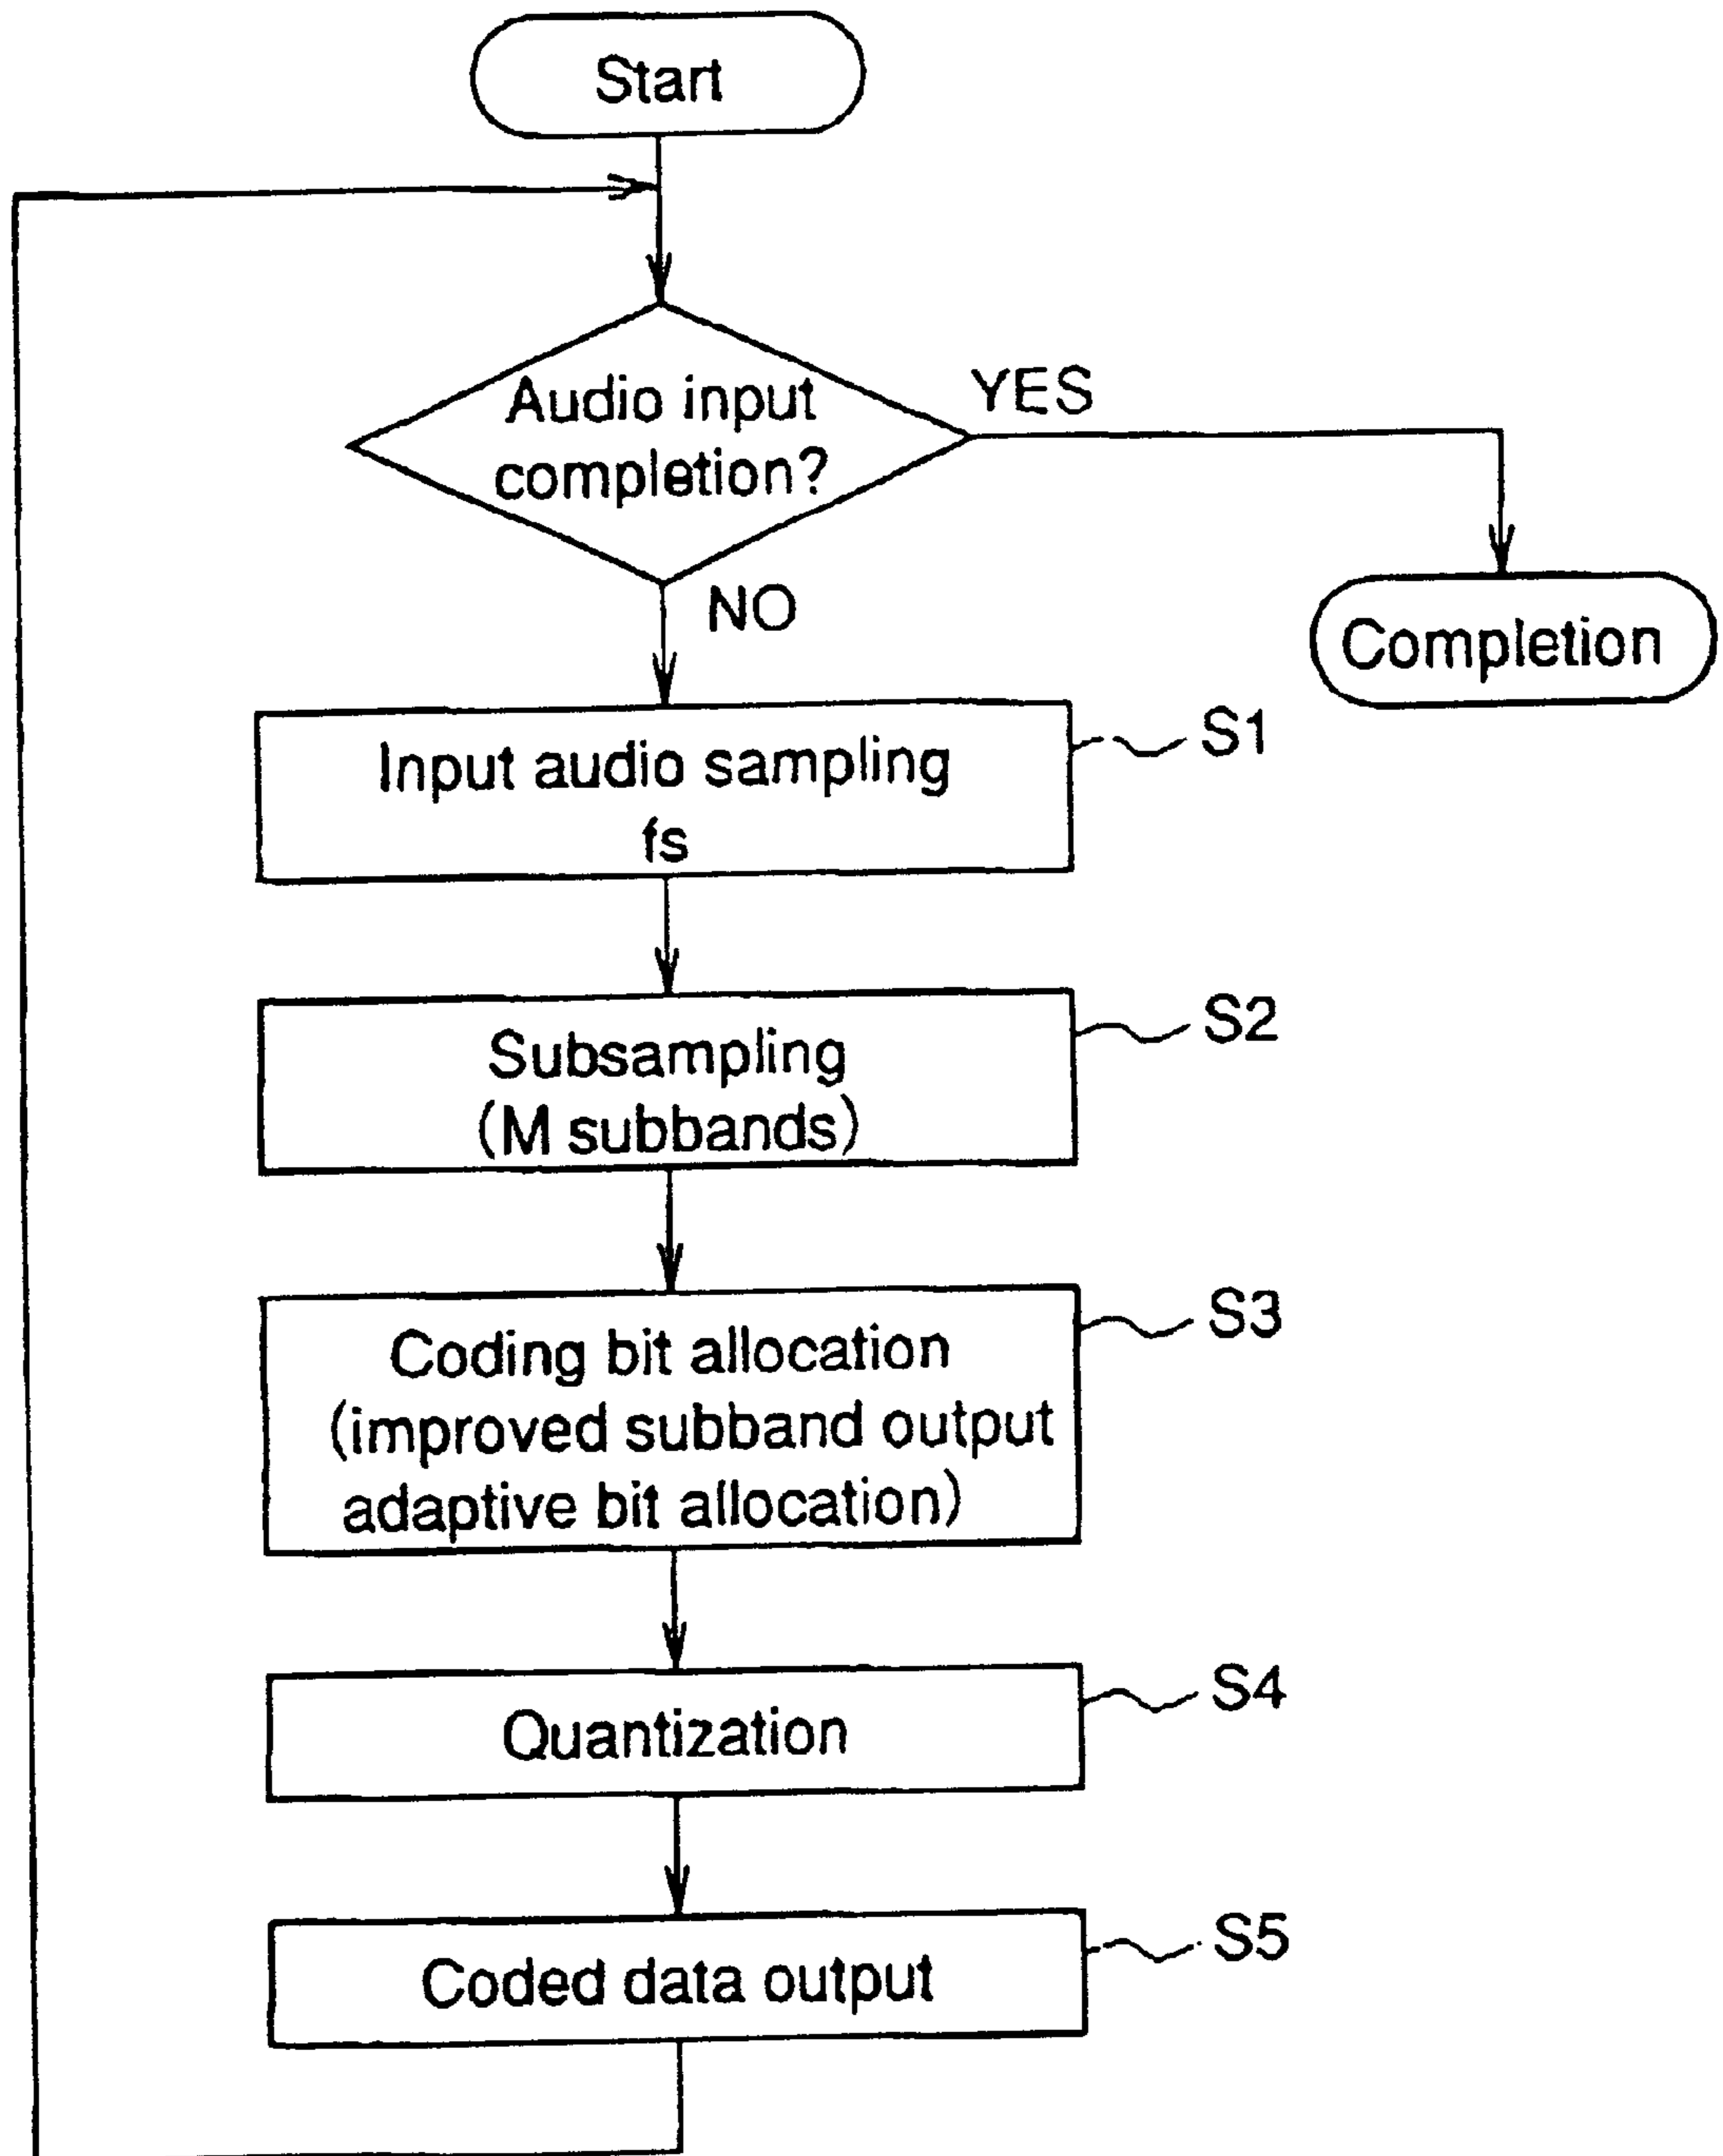 Start
Audio input
completion?
YES
NO
Completion
Input audio sampling
fs
S1
Subsampling
(M subbands)
S2
Coding bit allocation
(improved subband output
adaptive bit allocation)
S3
Quantization
S4
Coded data output
S5